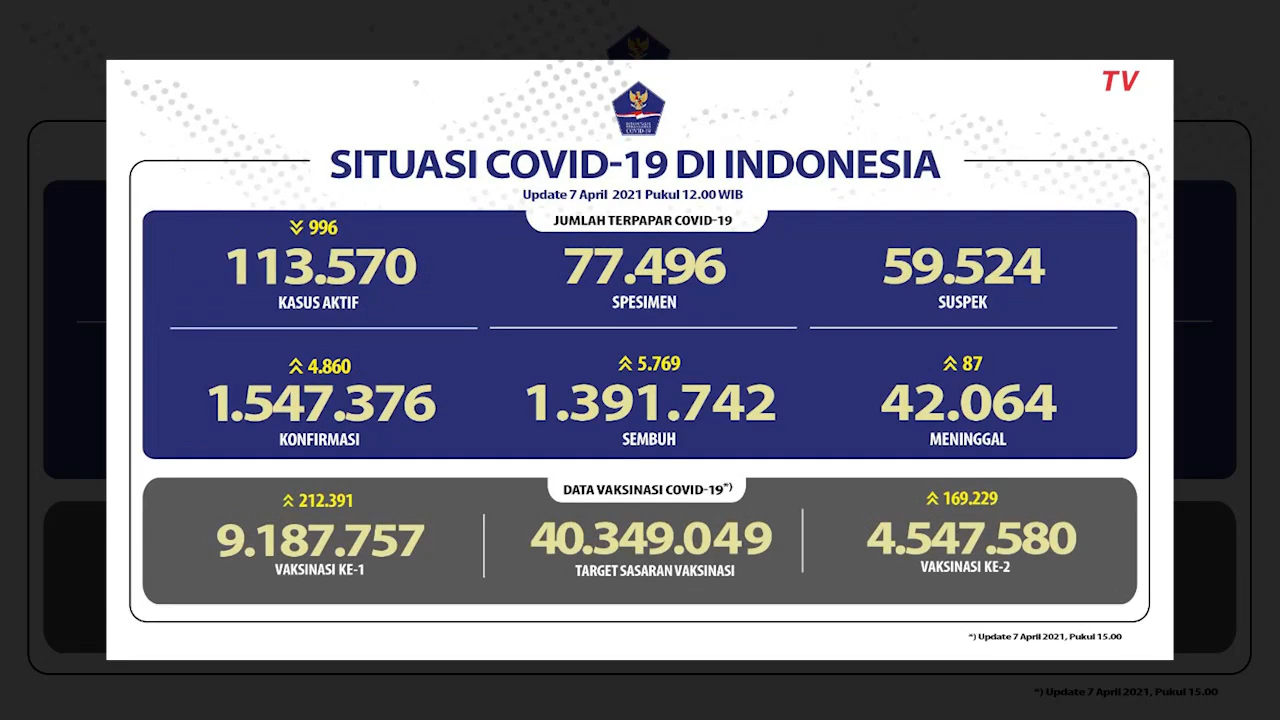 TV
COVID-19
SITUASI COVID-19 DI INDONESIA
Update 7 April 2021 Pukul 12.00 WIB
JUMLAH TERPAPAR COVID-19
996
113.570
KASUS AKTIF
77.496
SPESIMEN
59.524
SUSPEK
4.860
1.547.376
KONFIRMASI
5.769
1.391.742
SEMBUH
87
42.064
MENINGGAL
DATA VAKSINASI COVID-19*)
212.391
9.187.757
VAKSINASI KE-1
40.349.049
TARGET SASARAN VAKSINASI
169.229
4.547.580
VAKSINASI KE-2
*) Update 7 April 2021, Pukul 15.00
*) Update 7 April 2021, Pukul 15.00